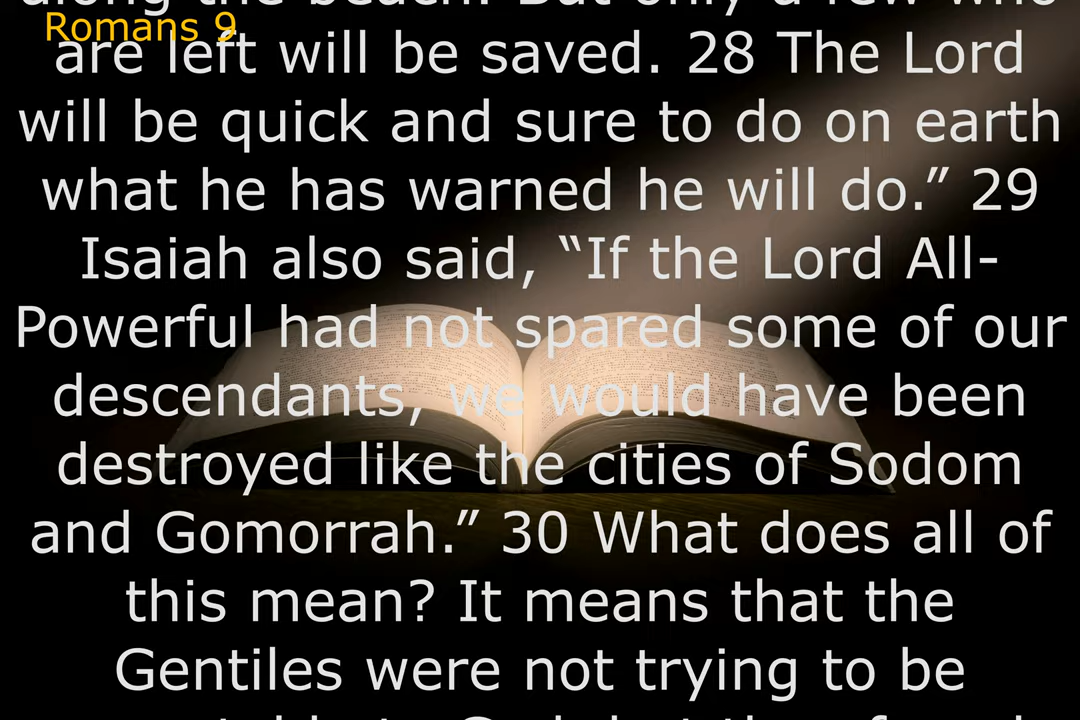 along the beach. But only a few who
Romans 9
are left will be saved. 28 The Lord
will be quick and sure to do on earth
what he has warned he will do.” 29
Isaiah also said, “If the Lord All-
Powerful had not spared some of our
descendants, we would have been
destroyed like the cities of Sodom
and Gomorrah.” 30 What does all of
this mean? It means that the
Gentiles were not trying to be